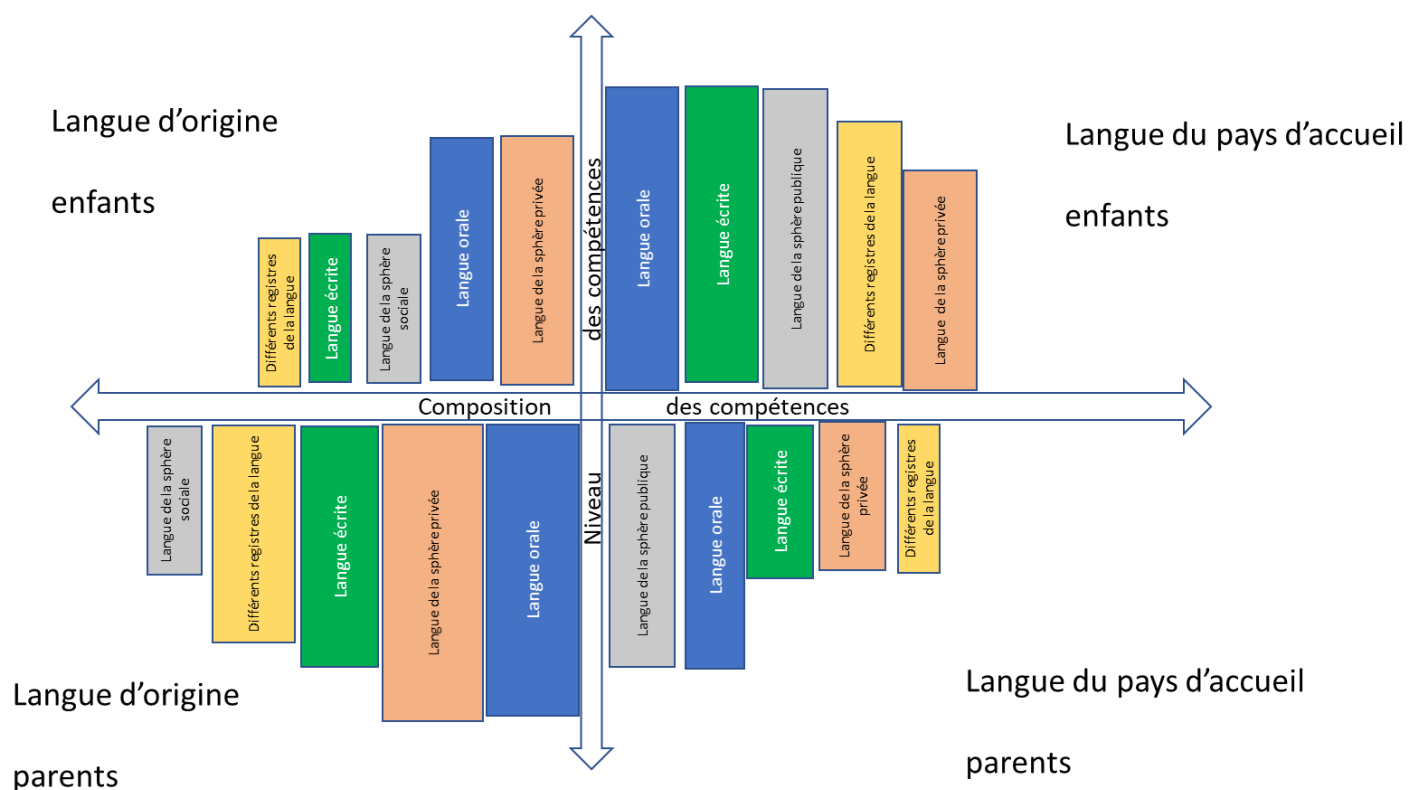 Langue d'origine
enfants
Différents registres
de la langue
Langue écrite
Langue de la sphère
sociale
Langue orale
Langue de la sphère privée
des compétences
Langue orale
Langue écrite
Langue de la sphère publique
Différents registres de la langue
Langue de la sphère privée
Langue du pays d'accueil
enfants
Composition
des compétences
Langue de la sphère
sociale
Différents registres de la langue
Langue écrite
Langue de la sphère privée
Langue orale
Niveau
Langue de la sphère publique
Langue orale
Langue écrite
Langue de la sphère
privée
Différents registres
de la langue
Langue d'origine
parents
Langue du pays d'accueil
parents